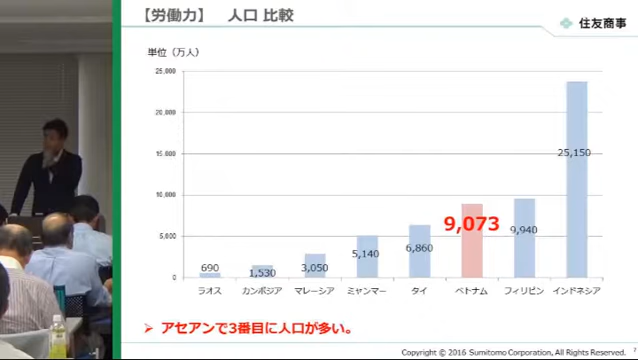 【労働力】 人口 比較
住友商事
単位（万人）
25,000
20,000
15,000
10,000
5,000
0
690
1,530
3,050
5,140
6,860
9,073
9,940
25,150
ラオス
カンボジア
マレーシア
ミャンマー
タイ
ベトナム
フィリピン
インドネシア
➢ アセアンで3番目に人口が多い。
Copyright © 2016 Sumitomo Corporation, All Rights Reserved.
7